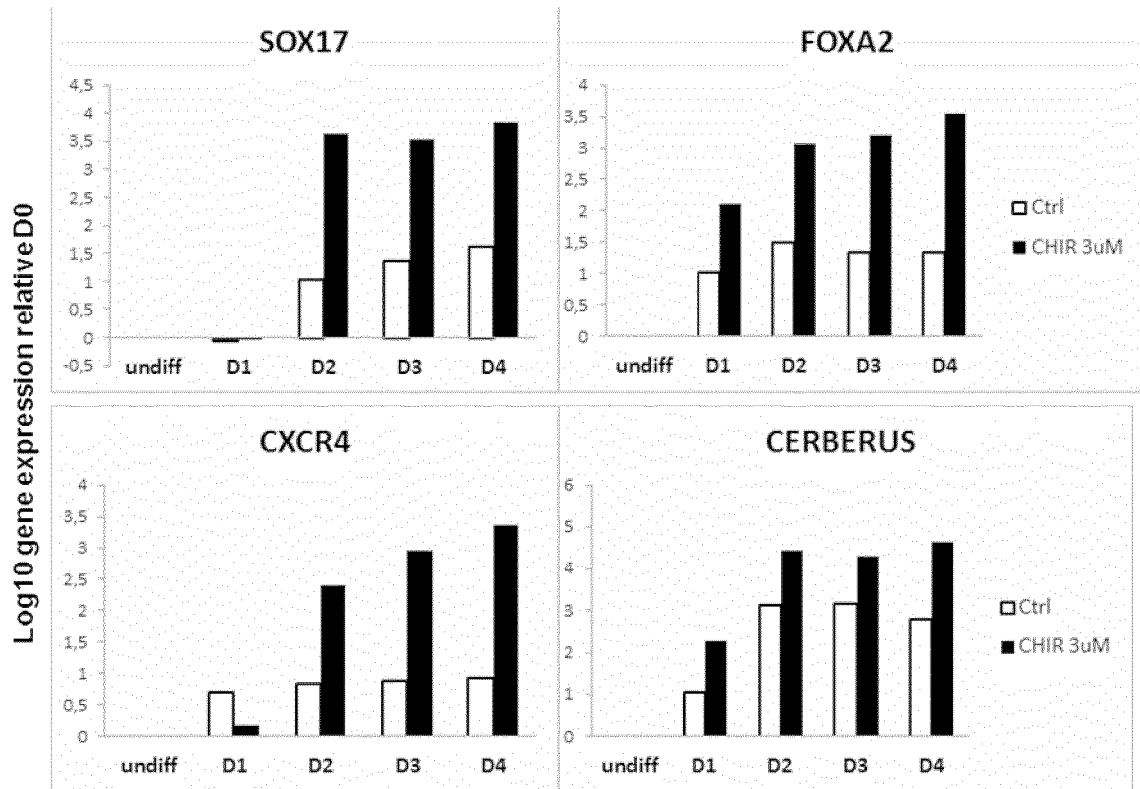 Log10 gene expression relative D0
SOX17
4,5
4
3,5
3
2,5
2
1,5
1
0,5
0
-0,5
undiff D1 D2 D3 D4
FOXA2
4
3,5
3
2,5
2
1,5
1
0,5
0
undiff D1 D2 D3 D4
Ctrl
CHIR 3uM
CXCR4
4
3,5
3
2,5
2
1,5
1
0,5
0
undiff D1 D2 D3 D4
CERBERUS
6
5
4
3
2
1
0
undiff D1 D2 D3 D4
Ctrl
CHIR 3uM